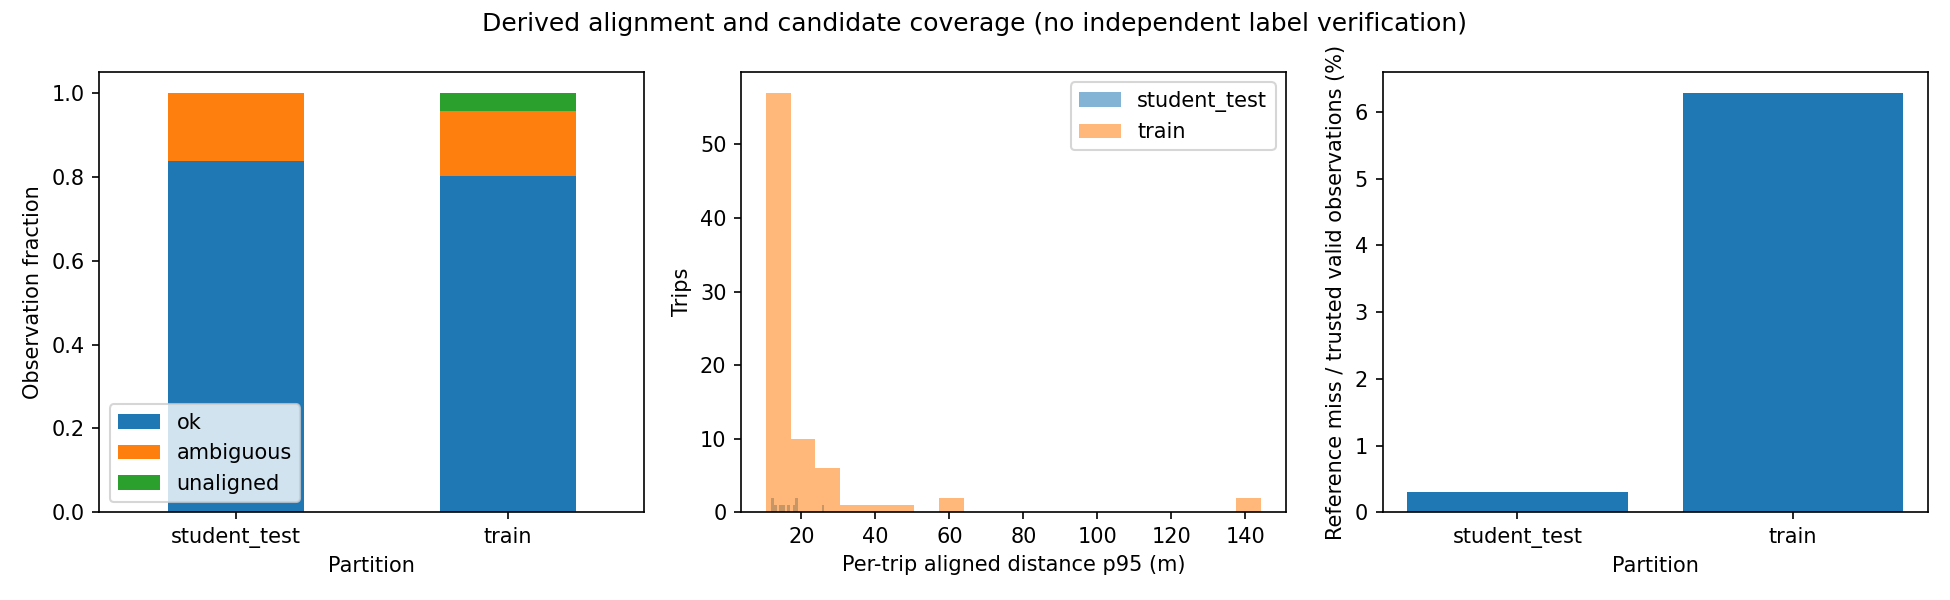 Derived alignment and candidate coverage (no independent label verification)
Observation fraction
1.0
0.8
0.6
0.4
0.2
0.0
ok
ambiguous
unaligned
student_test
train
Partition
Trips
50
40
30
20
10
0
student_test
train
20
40
60
80
100
120
140
Per-trip aligned distance p95 (m)
Reference miss / trusted valid observations (%)
6
5
4
3
2
1
0
student_test
train
Partition